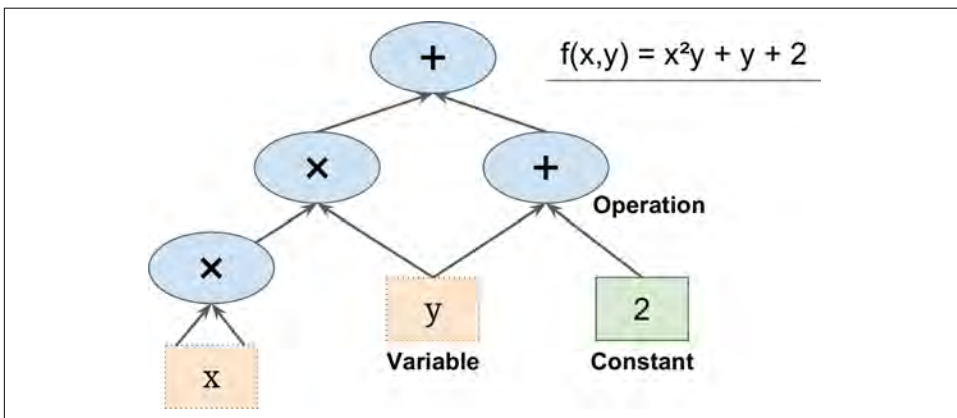 +
f(x,y) = x²y + y + 2
×
+
Operation
×
y
2
Variable
Constant
x